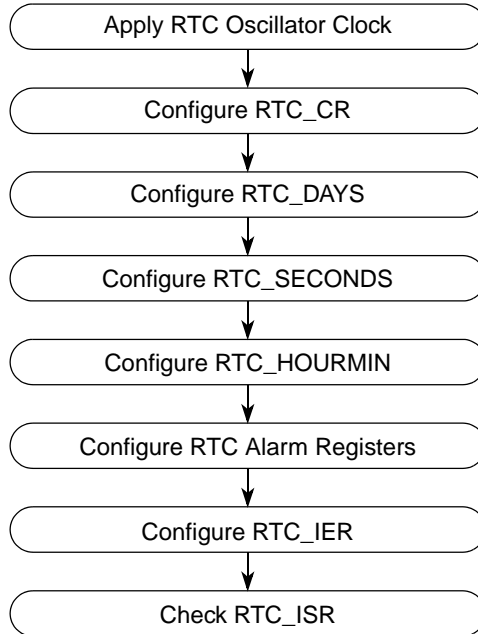 Apply RTC Oscillator Clock
Configure RTC_CR
Configure RTC_DAYS
Configure RTC_SECONDS
Configure RTC_HOURMIN
Configure RTC Alarm Registers
Configure RTC_IER
Check RTC_ISR